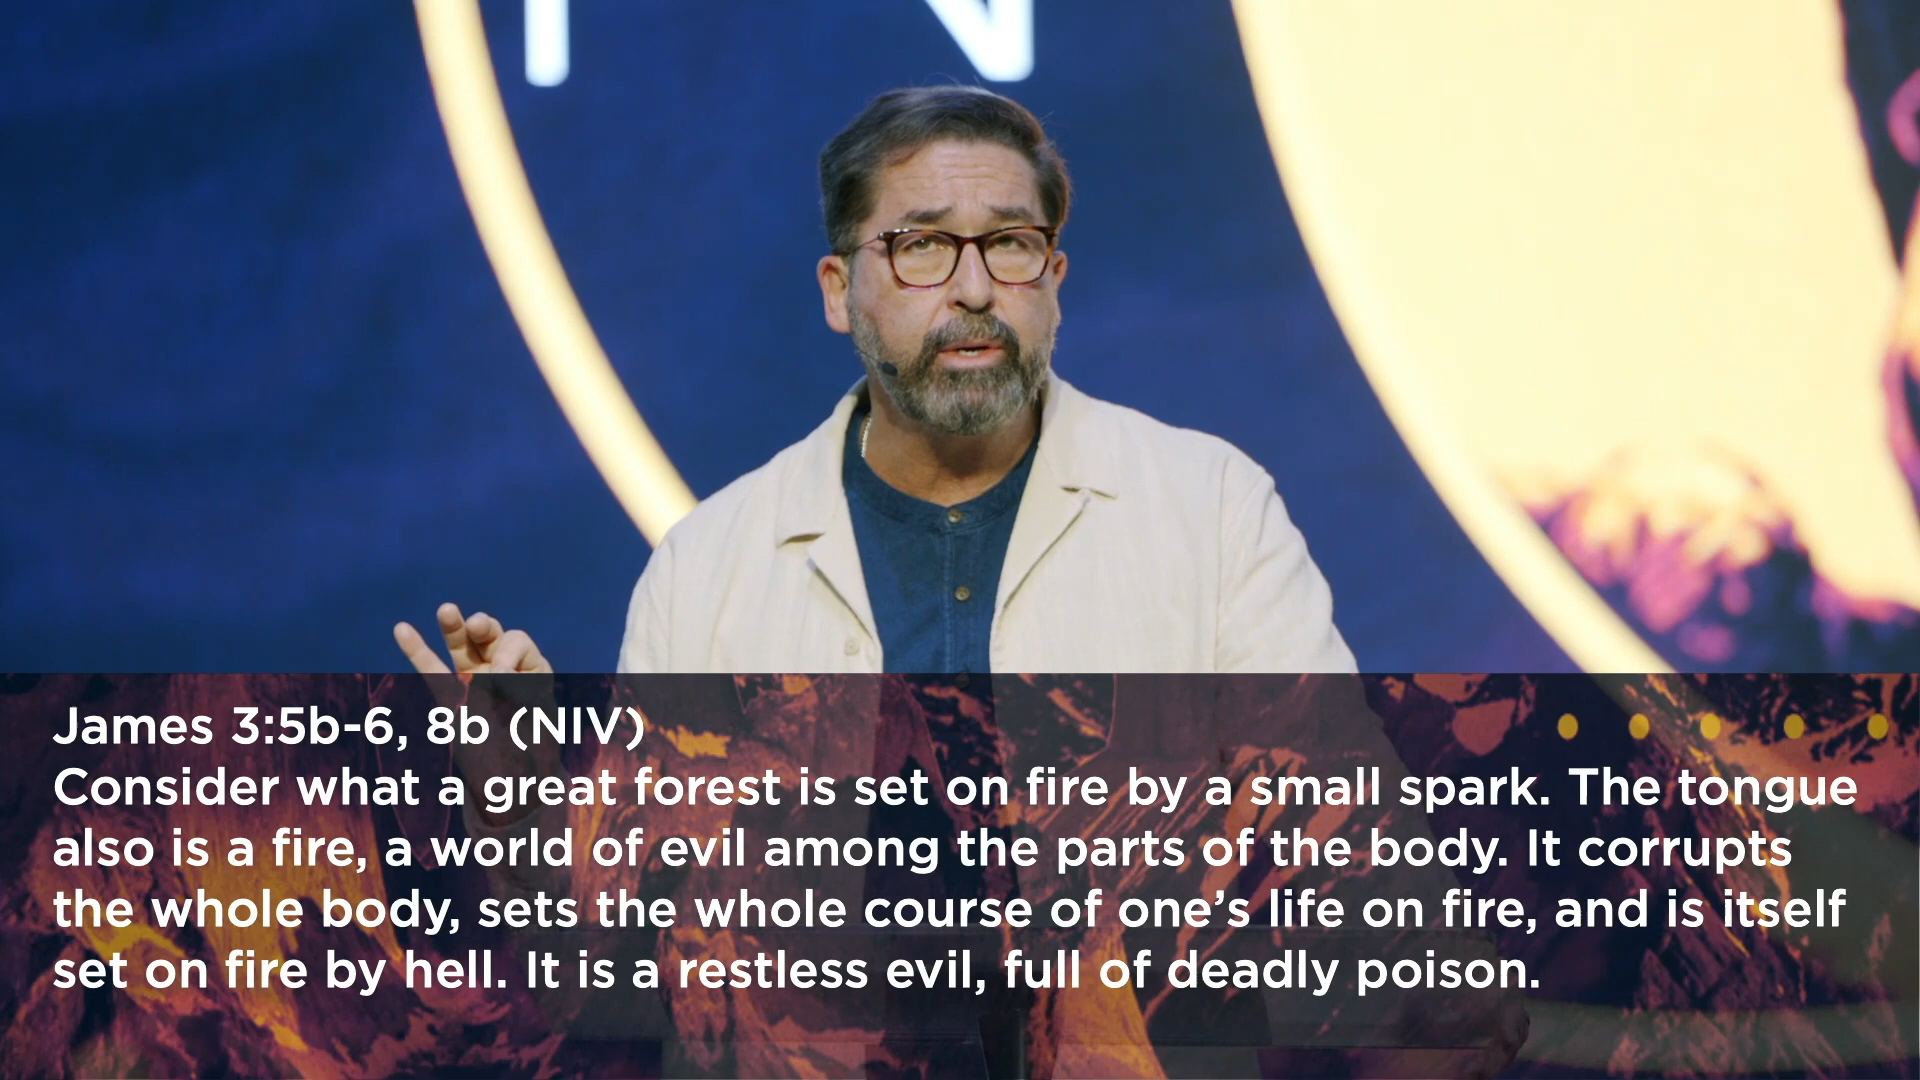 I N
James 3:5b-6, 8b (NIV)
Consider what a great forest is set on fire by a small spark. The tongue
also is a fire, a world of evil among the parts of the body. It corrupts
the whole body, sets the whole course of one’s life on fire, and is itself
set on fire by hell. It is a restless evil, full of deadly poison.